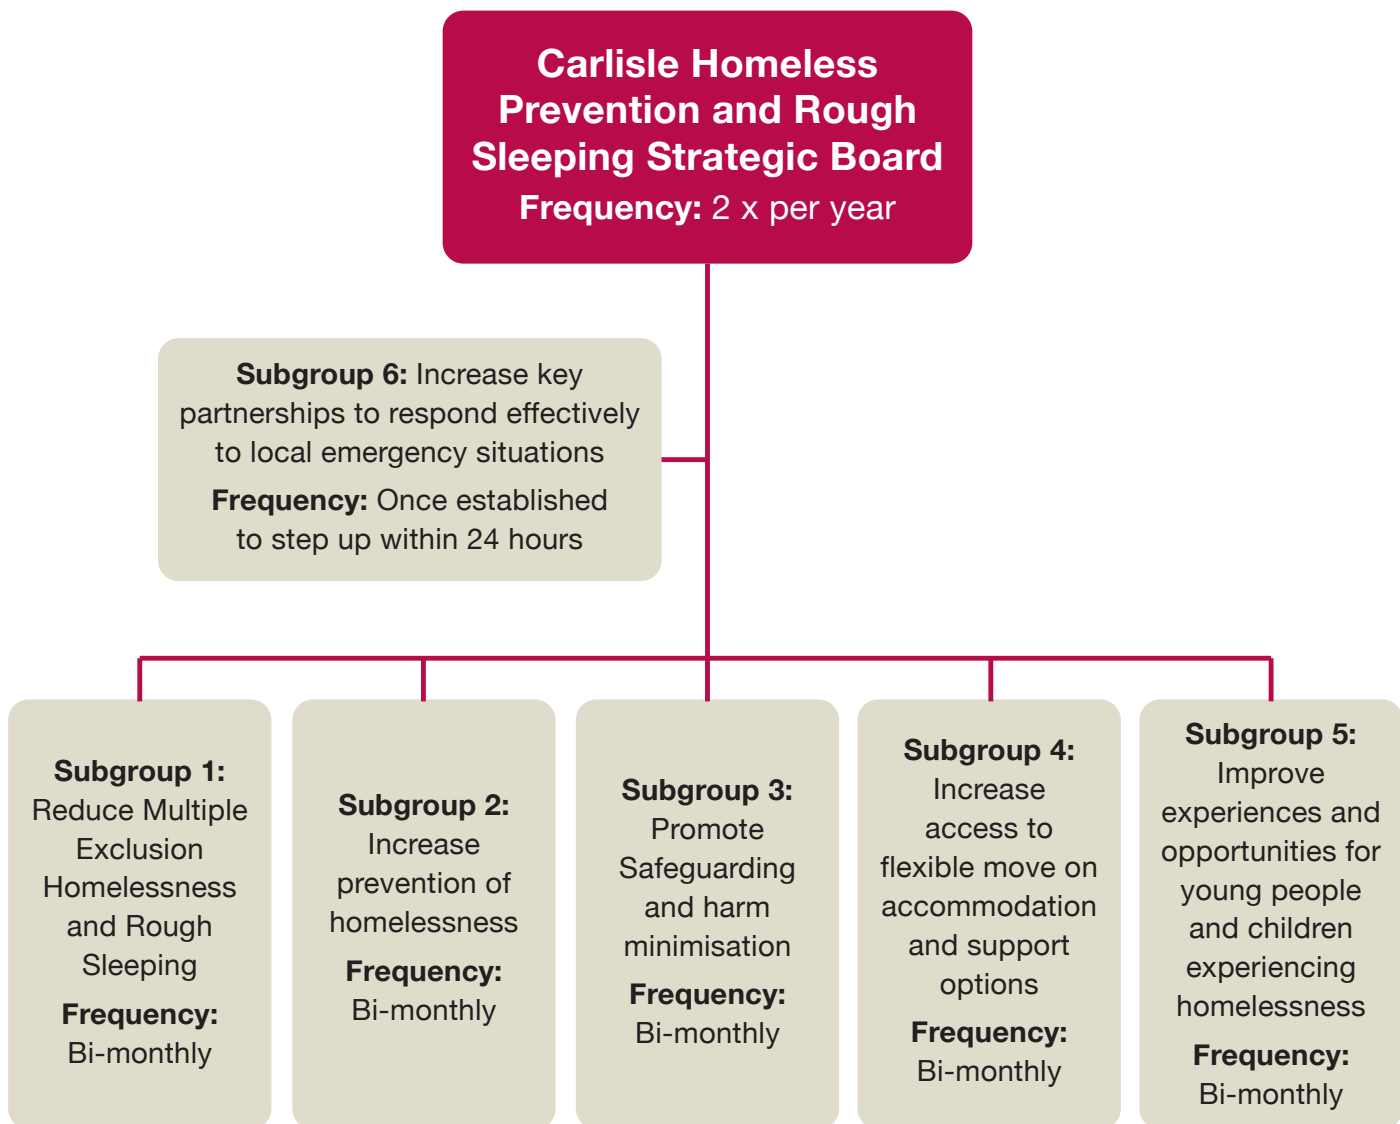 Carlisle Homeless
Prevention and Rough
Sleeping Strategic Board
Frequency: 2 x per year
Subgroup 6: Increase key
partnerships to respond effectively
to local emergency situations
Frequency: Once established
to step up within 24 hours
Subgroup 1:
Reduce Multiple
Exclusion
Homelessness
and Rough
Sleeping
Frequency:
Bi-monthly
Subgroup 2:
Increase
prevention of
homelessness
Frequency:
Bi-monthly
Subgroup 3:
Promote
Safeguarding
and harm
minimisation
Frequency:
Bi-monthly
Subgroup 4:
Increase
access to
flexible move on
accommodation
and support
options
Frequency:
Bi-monthly
Subgroup 5:
Improve
experiences and
opportunities for
young people
and children
experiencing
homelessness
Frequency:
Bi-monthly